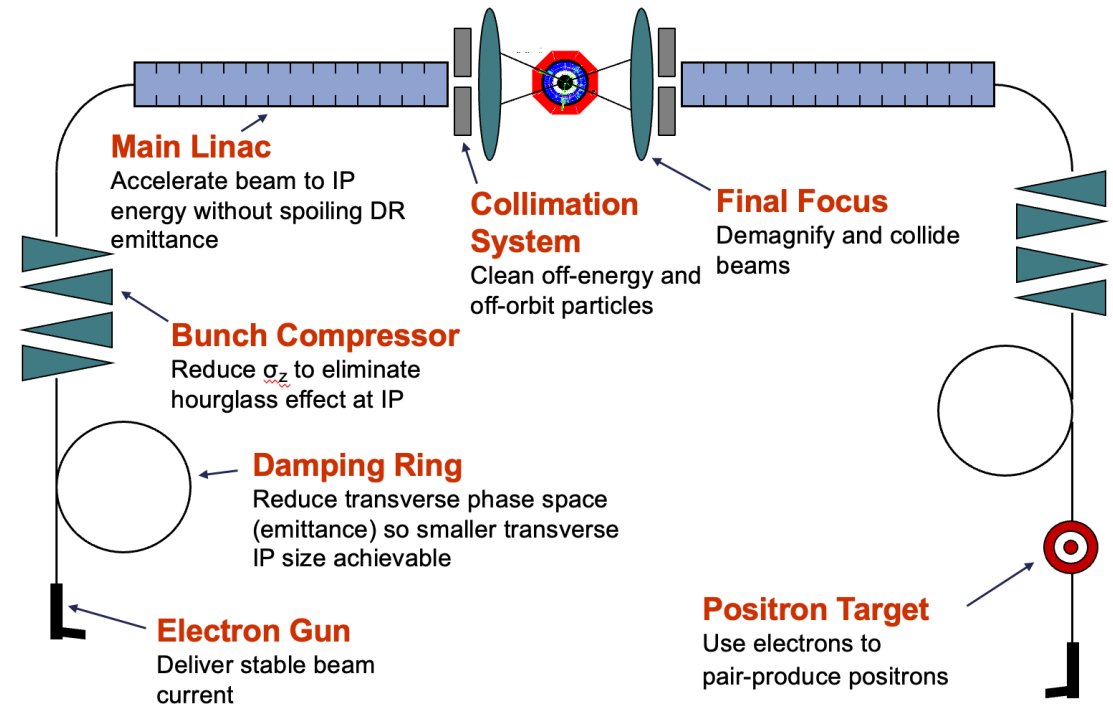 Main Linac
Accelerate beam to IP
energy without spoiling DR
emittance
Collimation
System
Clean off-energy and
off-orbit particles
Final Focus
Demagnify and collide
beams
Bunch Compressor
Reduce σz to eliminate
hourglass effect at IP
Damping Ring
Reduce transverse phase space
(emittance) so smaller transverse
IP size achievable
Electron Gun
Deliver stable beam
current
Positron Target
Use electrons to
pair-produce positrons